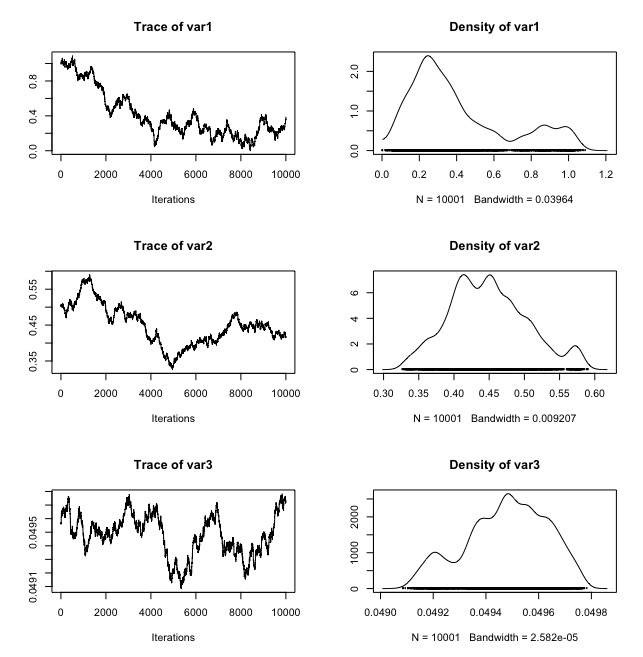 Trace of var1
0.0 0.4 0.8
0 2000 4000 6000 8000 10000
Iterations
Density of var1
0.0 1.0 2.0
0.0 0.2 0.4 0.6 0.8 1.0 1.2
N = 10001 Bandwidth = 0.03964
Trace of var2
0.35 0.45 0.55
0 2000 4000 6000 8000 10000
Iterations
Density of var2
0 2 4 6
0.30 0.35 0.40 0.45 0.50 0.55 0.60
N = 10001 Bandwidth = 0.009207
Trace of var3
0.0491 0.0495
0 2000 4000 6000 8000 10000
Iterations
Density of var3
0 1000 2000
0.0490 0.0492 0.0494 0.0496 0.0498
N = 10001 Bandwidth = 2.582e-05